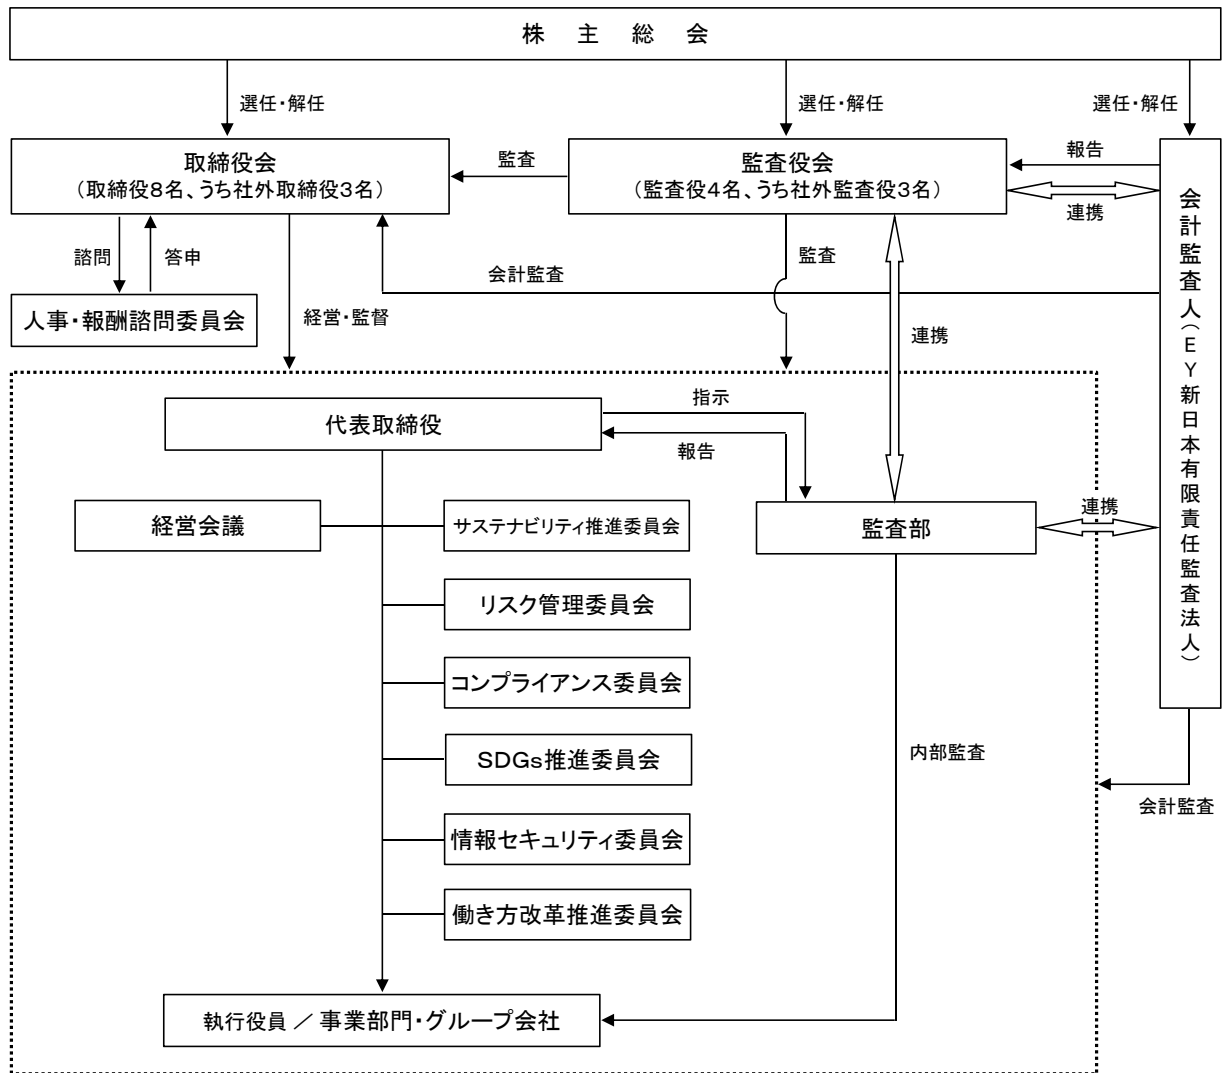 株主総会
選任・解任
選任・解任
選任・解任
取締役会
（取締役８名、うち社外取締役３名）
監査
監査役会
（監査役４名、うち社外監査役３名）
報告
連携
会計監査人（ＥＹ新日本有限責任監査法人）
諮問
答申
会計監査
監査
人事・報酬諮問委員会
経営・監督
連携
代表取締役
指示
報告
経営会議
サステナビリティ推進委員会
監査部
連携
リスク管理委員会
コンプライアンス委員会
SDGs推進委員会
内部監査
会計監査
情報セキュリティ委員会
働き方改革推進委員会
執行役員 ／ 事業部門・グループ会社